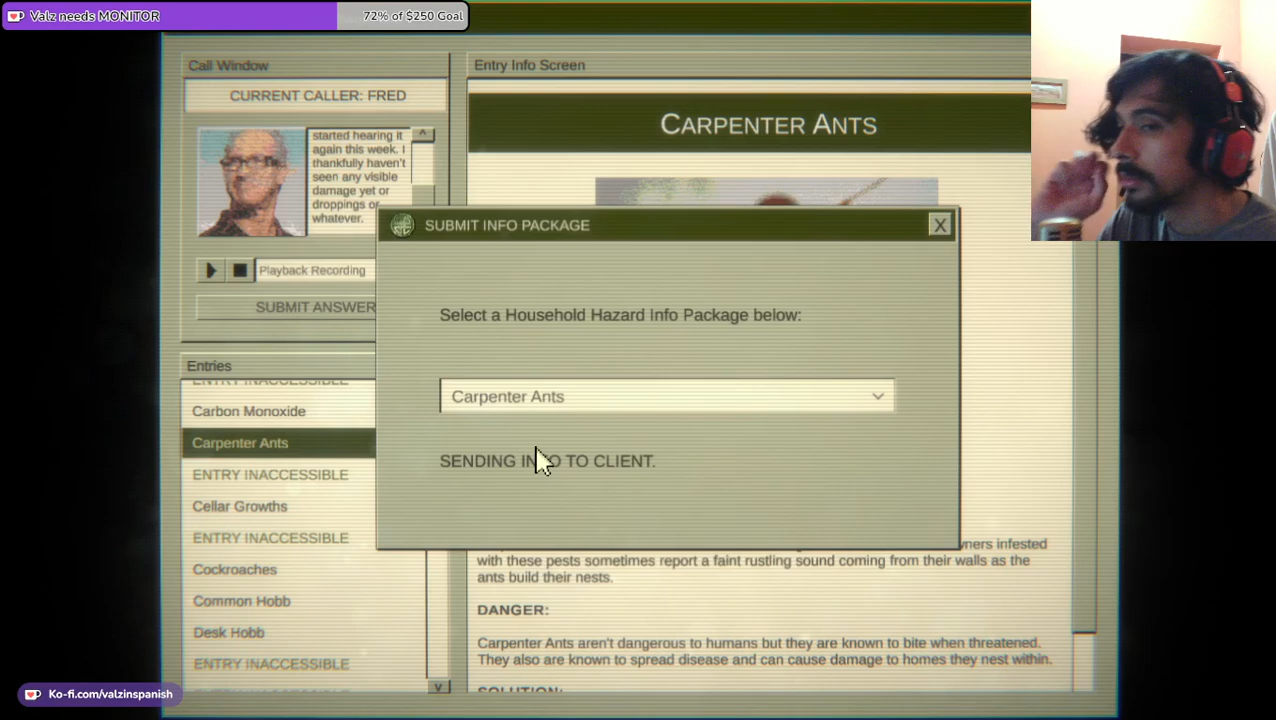 Valz needs MONITOR
72% of $250 Goal
Call Window
CURRENT CALLER: FRED
started hearing it
again this week. I
thankfully haven't
seen any visible
damage yet or
droppings or
whatever.
Playback Recording
SUBMIT ANSWER
Entries
ENTRY INACCESSIBLE
Carbon Monoxide
Carpenter Ants
ENTRY INACCESSIBLE
Cellar Growths
ENTRY INACCESSIBLE
Cockroaches
Common Hobb
Desk Hobb
ENTRY INACCESSIBLE
Entry Info Screen
CARPENTER ANTS
SUBMIT INFO PACKAGE
X
Select a Household Hazard Info Package below:
Carpenter Ants
SENDING INFO TO CLIENT.
infested
with these pests sometimes report a faint rustling sound coming from their walls as the
ants build their nests.
DANGER:
Carpenter Ants aren't dangerous to humans but they are known to bite when threatened.
They also are known to spread disease and can cause damage to homes they nest within.
SOLUTION:
Ko-fi.com/valzinspanish